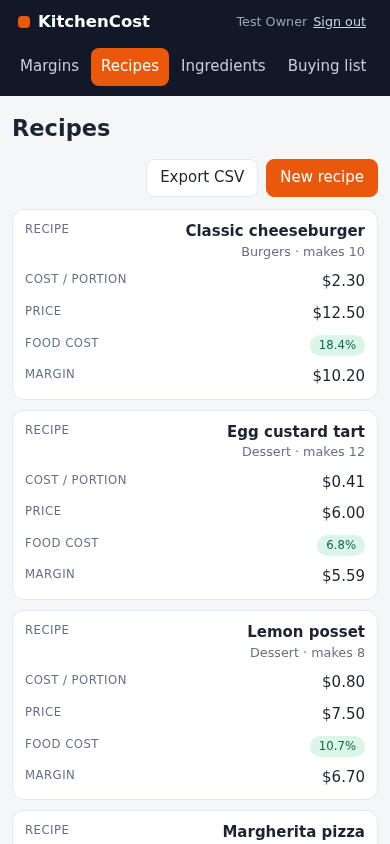 KitchenCost
Test Owner Sign out
Margins Recipes Ingredients Buying list
Recipes
Export CSV New recipe
RECIPE Classic cheeseburger
Burgers · makes 10
COST / PORTION $2.30
PRICE $12.50
FOOD COST 18.4%
MARGIN $10.20
RECIPE Egg custard tart
Dessert · makes 12
COST / PORTION $0.41
PRICE $6.00
FOOD COST 6.8%
MARGIN $5.59
RECIPE Lemon posset
Dessert · makes 8
COST / PORTION $0.80
PRICE $7.50
FOOD COST 10.7%
MARGIN $6.70
RECIPE Margherita pizza